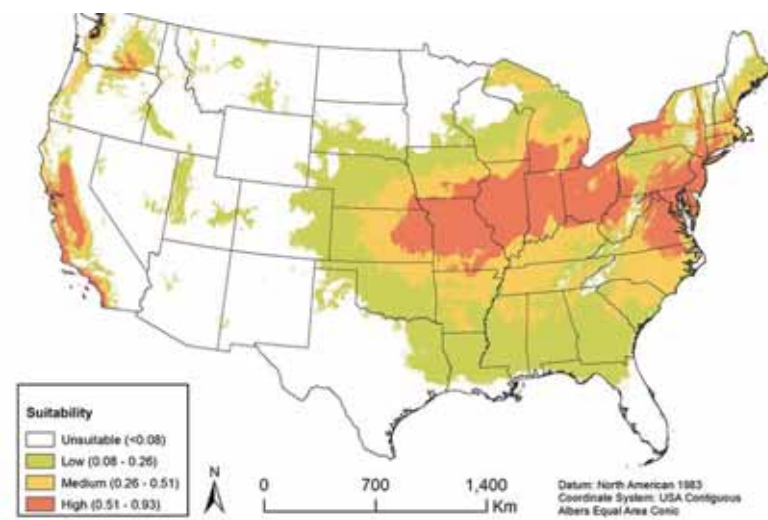 Suitability
Unsuitable (<0.08)
Low (0.08 - 0.26)
Medium (0.26 - 0.51)
High (0.51 - 0.93)
N
0 700 1,400
Km
Datum: North American 1983
Coordinate System: USA Contiguous
Albers Equal Area Conic